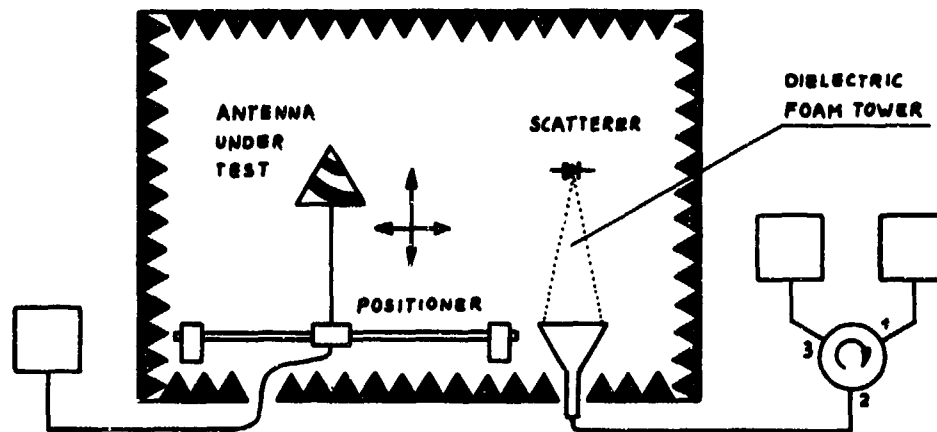 ANTENNA
UNDER
TEST
SCATTERER
DIELECTRIC
FOAM TOWER
POSITIONER
3
1
2